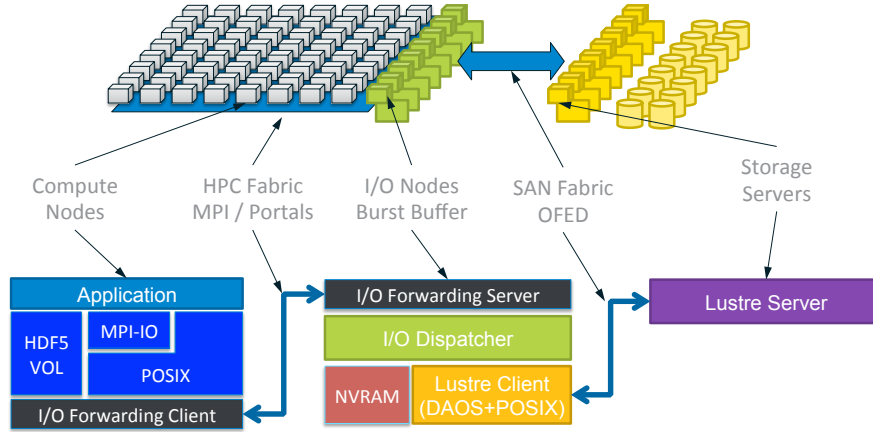 Compute
Nodes
HPC Fabric
MPI / Portals
I/O Nodes
Burst Buffer
SAN Fabric
OFED
Storage
Servers
Application
HDF5
VOL
MPI-IO
POSIX
I/O Forwarding Client
I/O Forwarding Server
I/O Dispatcher
NVRAM
Lustre Client
(DAOS+POSIX)
Lustre Server